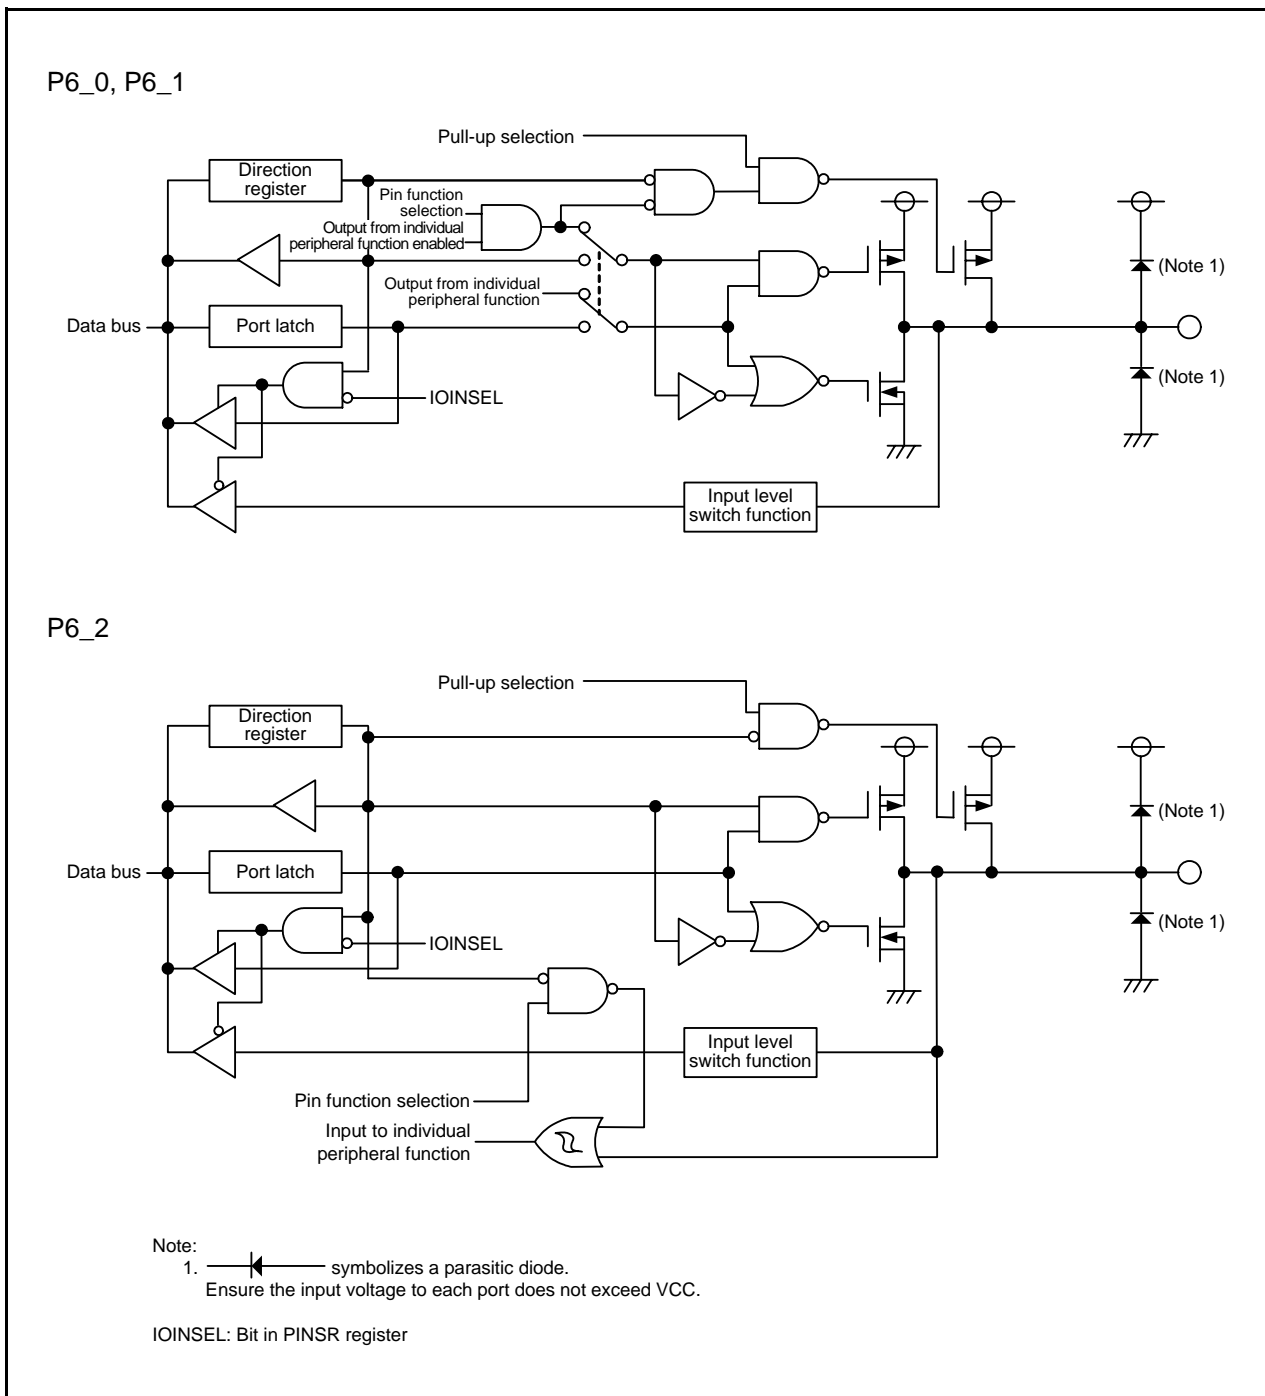 P6_0, P6_1
Pull-up selection
Direction
register
Pin function
selection
Output from individual
peripheral function enabled
(Note 1)
Output from individual
peripheral function
Data bus
Port latch
(Note 1)
IOINSEL
Input level
switch function
P6_2
Pull-up selection
Direction
register
(Note 1)
Data bus
Port latch
(Note 1)
IOINSEL
Input level
switch function
Pin function selection
Input to individual
peripheral function
Note:
1. symbolizes a parasitic diode.
Ensure the input voltage to each port does not exceed VCC.
IOINSEL: Bit in PINSR register